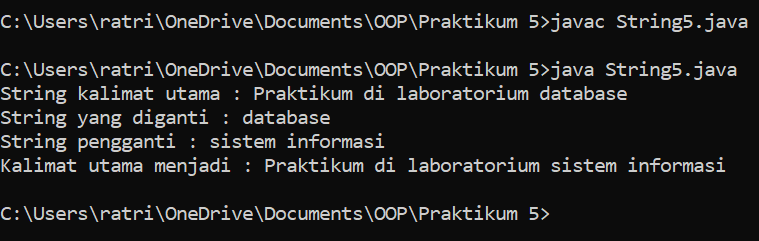 C:\Users\ratri\OneDrive\Documents\OOP\Praktikum 5>javac String5.java
C:\Users\ratri\OneDrive\Documents\OOP\Praktikum 5>java String5.java
String kalimat utama : Praktikum di laboratorium database
String yang diganti : database
String pengganti : sistem informasi
Kalimat utama menjadi : Praktikum di laboratorium sistem informasi
C:\Users\ratri\OneDrive\Documents\OOP\Praktikum 5>